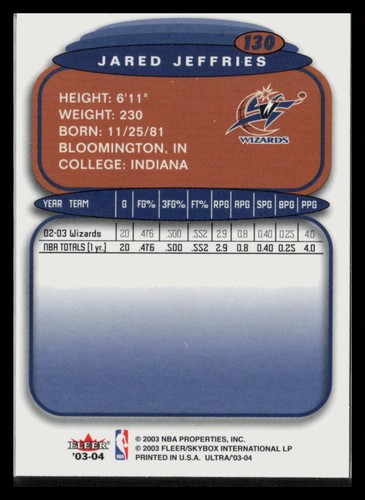 130
JARED JEFFRIES
HEIGHT: 6'11"
WEIGHT: 230
BORN: 11/25/81
BLOOMINGTON, IN
COLLEGE: INDIANA
WIZARDS
YEAR TEAM G FG% 3FG% FT% RPG APG SPG BPG PPG
02-03 Wizards 20 .476 .500 .552 2.9 0.8 0.40 0.25 4.0
NBA TOTALS (1 yr.) 20 .476 .500 .552 2.9 0.8 0.40 0.25 4.0
FLEER
'03-04
NBA
© 2003 NBA PROPERTIES, INC.
© 2003 FLEER/SKYBOX INTERNATIONAL LP
PRINTED IN U.S.A. ULTRA/'03-04